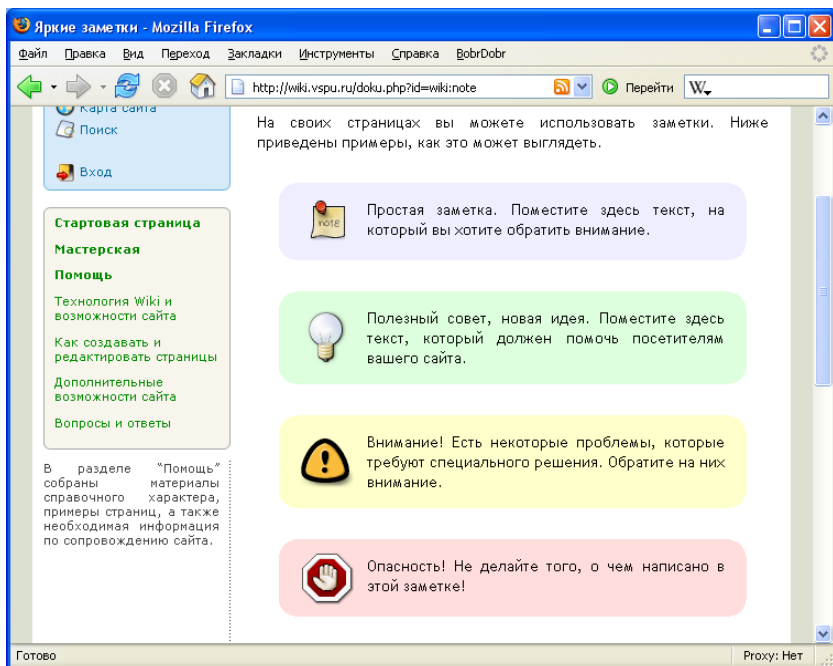 Яркие заметки - Mozilla Firefox
Файл Правка Вид Переход Закладки Инструменты Справка BobrDobr
http://wiki.vspu.ru/doku.php?id=wiki:note Перейти W
Карта сайта
Поиск
Вход
Стартовая страница
Мастерская
Помощь
Технология Wiki и
возможности сайта
Как создавать и
редактировать страницы
Дополнительные
возможности сайта
Вопросы и ответы
В разделе "Помощь"
собраны материалы
справочного характера,
примеры страниц, а также
необходимая информация
по сопровождению сайта.
На своих страницах вы можете использовать заметки. Ниже
приведены примеры, как это может выглядеть.
note
Простая заметка. Поместите здесь текст, на
который вы хотите обратить внимание.
Полезный совет, новая идея. Поместите здесь
текст, который должен помочь посетителям
вашего сайта.
Внимание! Есть некоторые проблемы, которые
требуют специального решения. Обратите на них
внимание.
Опасность! Не делайте того, о чем написано в
этой заметке!
Готово
Proxy: Нет